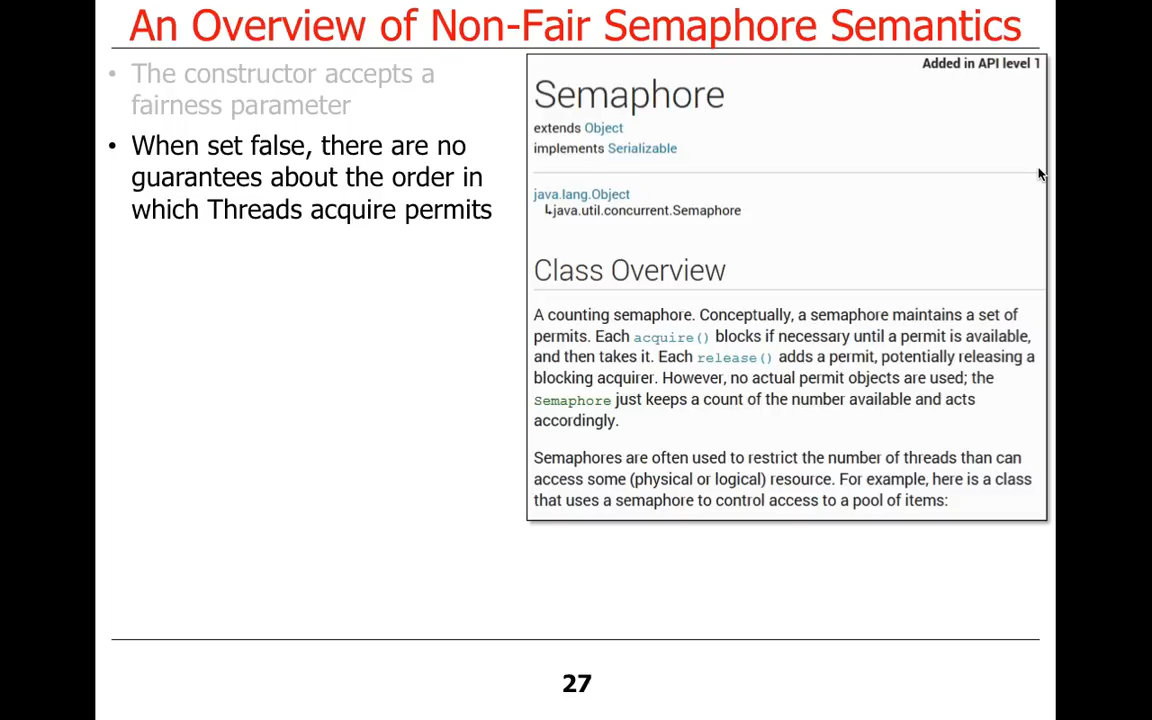 An Overview of Non-Fair Semaphore Semantics
• The constructor accepts a
fairness parameter
• When set false, there are no
guarantees about the order in
which Threads acquire permits
Added in API level 1
Semaphore
extends Object
implements Serializable
java.lang.Object
↳java.util.concurrent.Semaphore
Class Overview
A counting semaphore. Conceptually, a semaphore maintains a set of
permits. Each acquire() blocks if necessary until a permit is available,
and then takes it. Each release() adds a permit, potentially releasing a
blocking acquirer. However, no actual permit objects are used; the
Semaphore just keeps a count of the number available and acts
accordingly.
Semaphores are often used to restrict the number of threads than can
access some (physical or logical) resource. For example, here is a class
that uses a semaphore to control access to a pool of items:
27